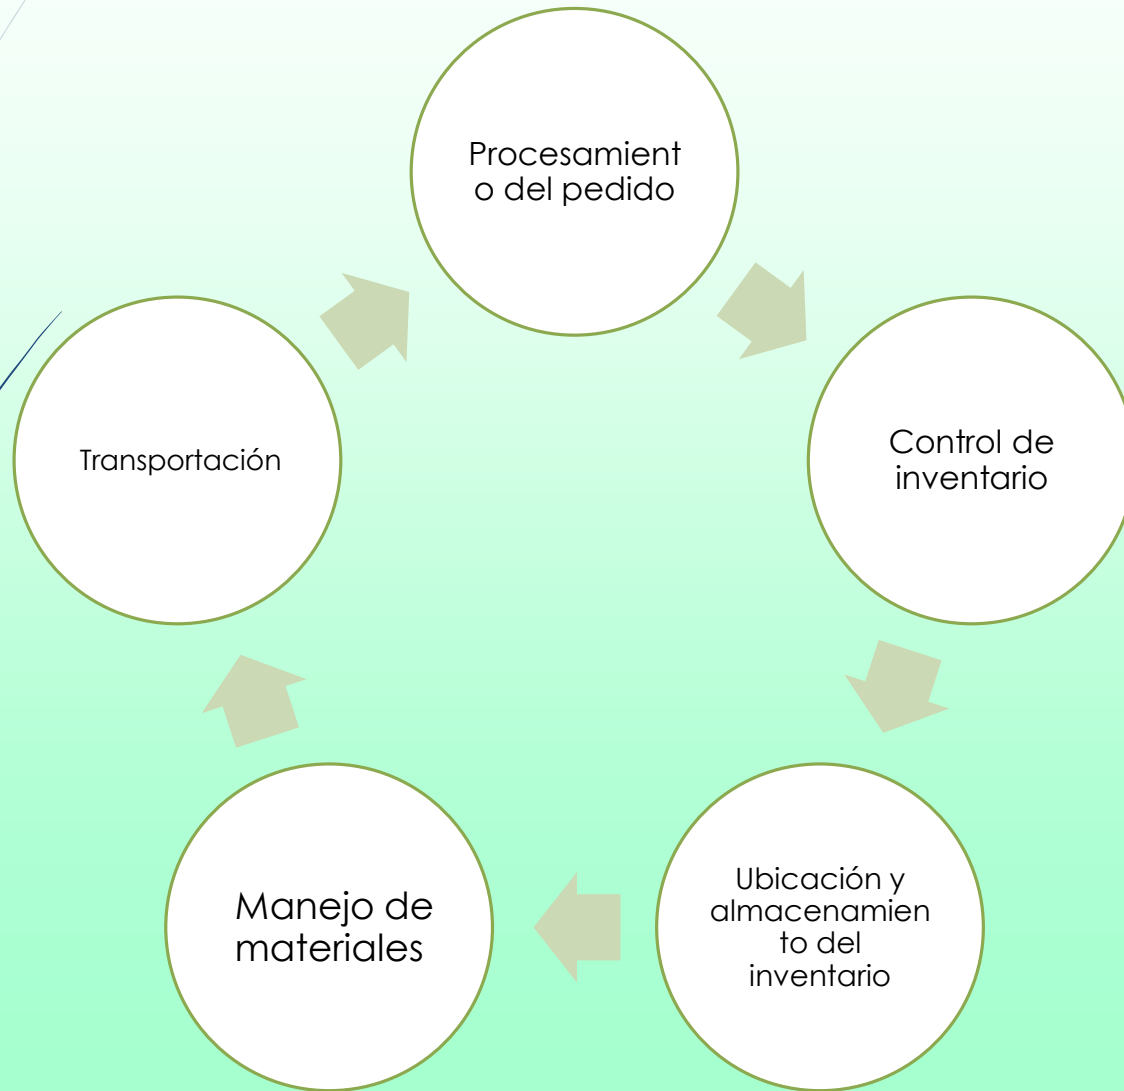 Procesamient
o del pedido
Control de
inventario
Ubicación y
almacenamien
to del
inventario
Manejo de
materiales
Transportación